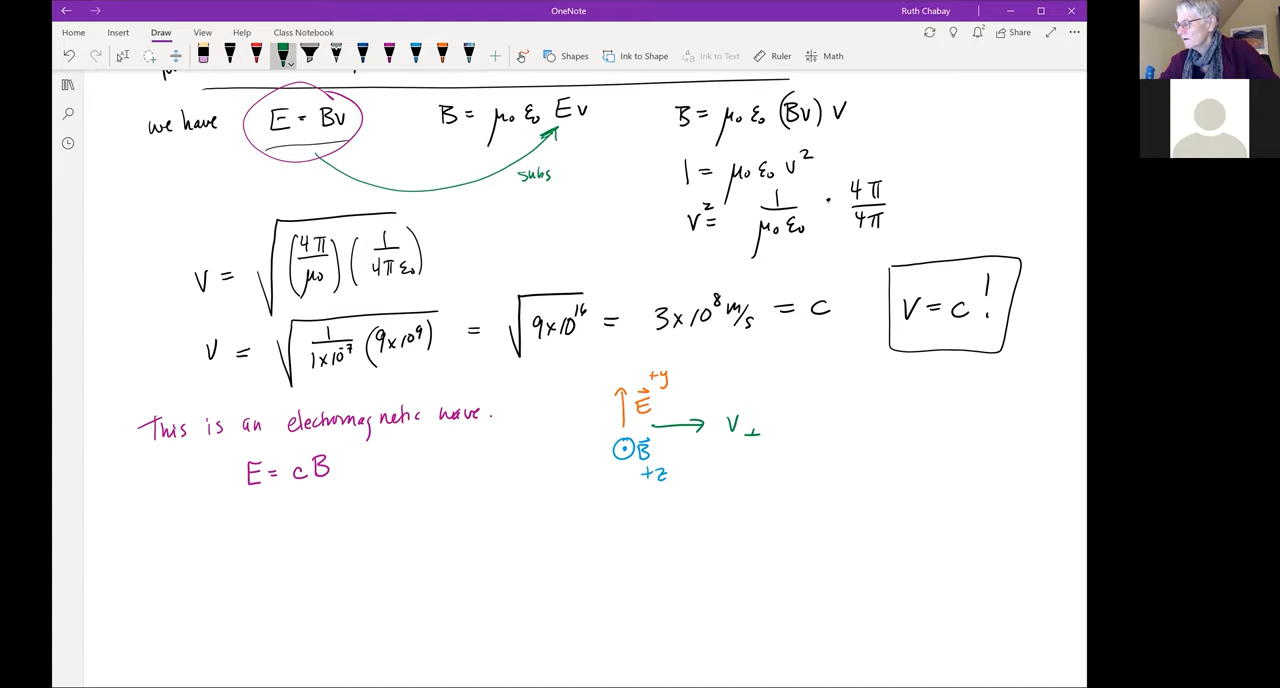 OneNote
Ruth Chabay
Home Insert Draw View Help Class Notebook
Share
Shapes Ink to Shape Ink to Text Ruler Math
we have E = Bv B = μ₀ ε₀ E v B = μ₀ ε₀ (Bv) v
subs
1 = μ₀ ε₀ v²
v² = 1/(μ₀ ε₀) · 4π/4π
v = √((4π/μ₀)(1/(4π ε₀)))
v = √(1/(1×10⁻⁷) (9×10⁹)) = √(9×10¹⁶) = 3×10⁸ m/s = c
v = c !
This is an electromagnetic wave.
E = cB
+y
E⃗
v
B⃗
+z